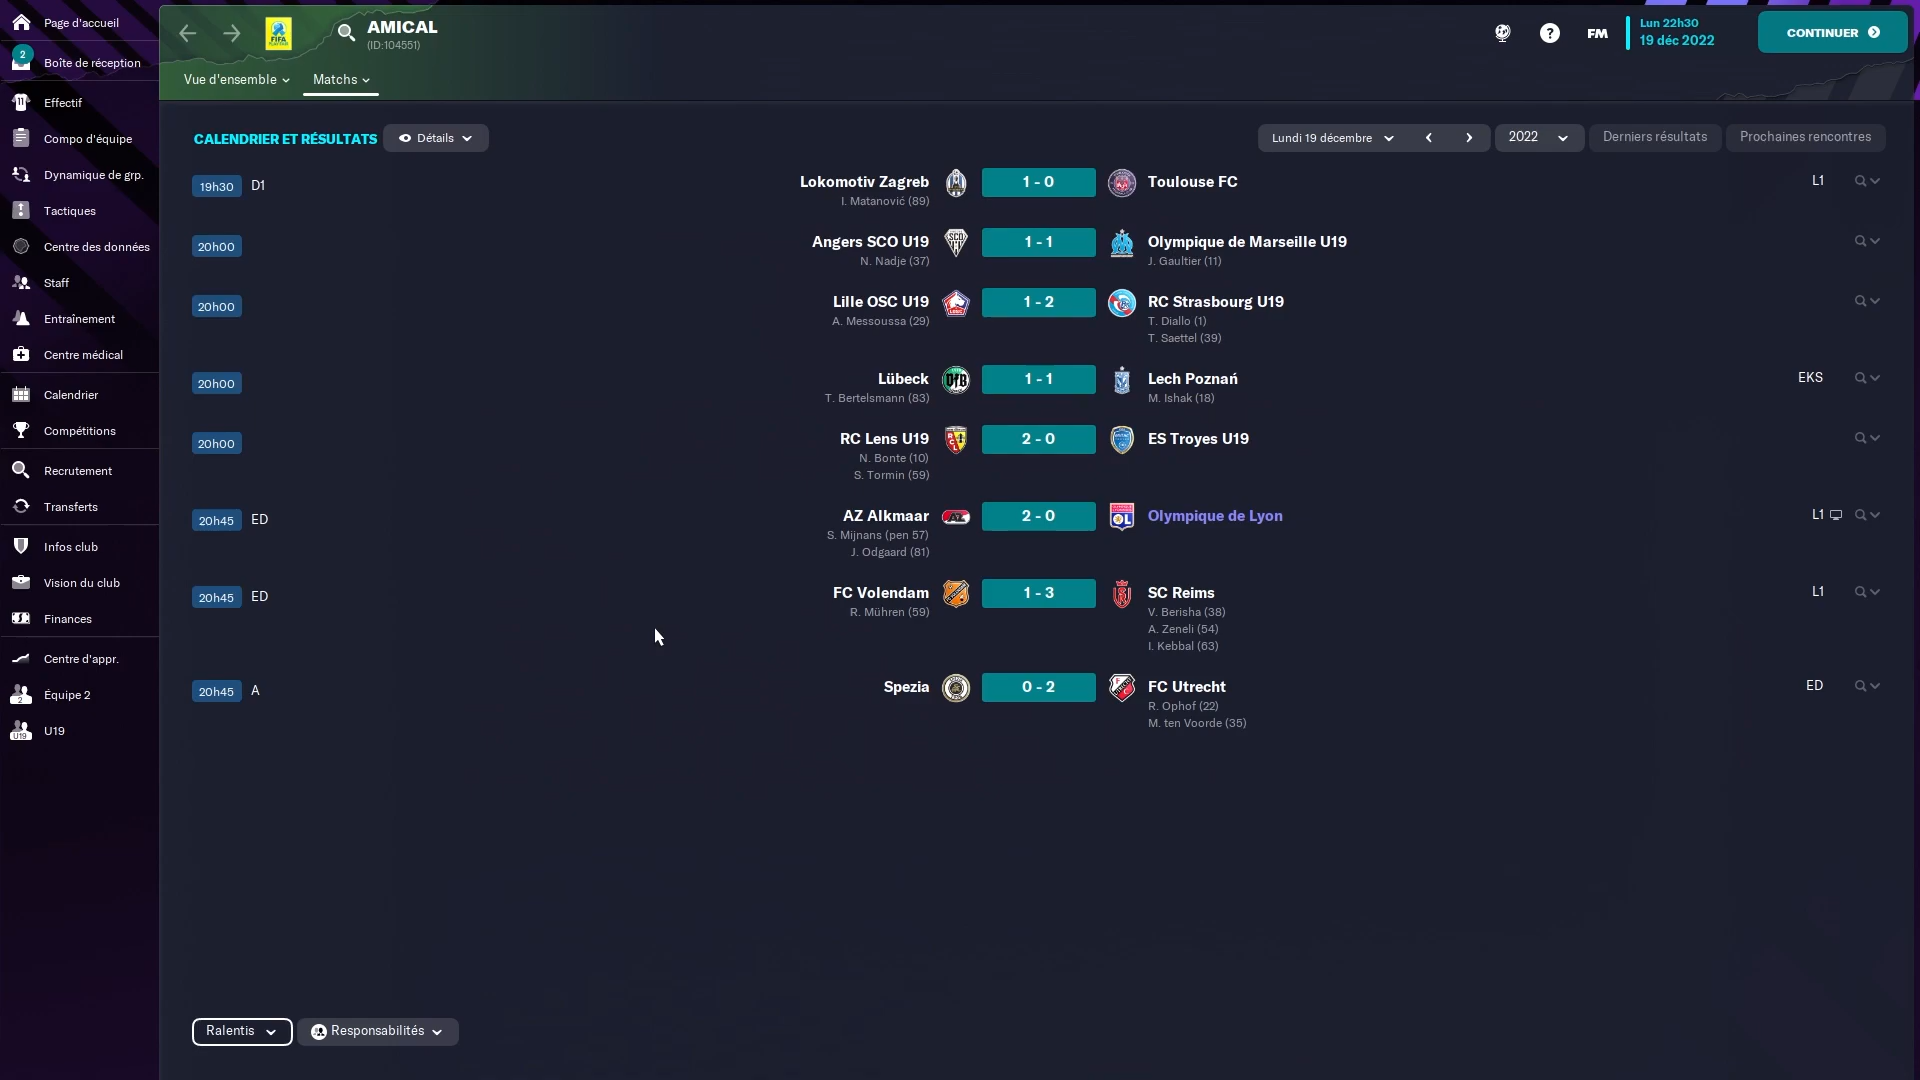 Page d'accueil
2
Boîte de réception
Effectif
Compo d'équipe
Dynamique de grp.
Tactiques
Centre des données
Staff
Entraînement
Centre médical
Calendrier
Compétitions
Recrutement
Transferts
Infos club
Vision du club
Finances
Centre d'appr.
Équipe 2
U19
AMICAL
(ID:104551)
FM
Lun 22h30
19 déc 2022
CONTINUER
Vue d'ensemble
Matchs
CALENDRIER ET RÉSULTATS
Détails
Lundi 19 décembre
2022
Derniers résultats
Prochaines rencontres
19h30 D1 Lokomotiv Zagreb 1 - 0 Toulouse FC L1
I. Matanović (89)
20h00 Angers SCO U19 1 - 1 Olympique de Marseille U19
N. Nadje (37) J. Gaultier (11)
20h00 Lille OSC U19 1 - 2 RC Strasbourg U19
A. Messoussa (29) T. Diallo (1)
T. Saettel (39)
20h00 Lübeck 1 - 1 Lech Poznań EKS
T. Bertelsmann (83) M. Ishak (18)
20h00 RC Lens U19 2 - 0 ES Troyes U19
N. Bonte (10)
S. Tormin (59)
20h45 ED AZ Alkmaar 2 - 0 Olympique de Lyon L1
S. Mijnans (pen 57)
J. Odgaard (81)
20h45 ED FC Volendam 1 - 3 SC Reims L1
R. Mühren (59) V. Berisha (38)
A. Zeneli (54)
I. Kebbal (63)
20h45 A Spezia 0 - 2 FC Utrecht ED
R. Ophof (22)
M. ten Voorde (35)
Ralentis
Responsabilités